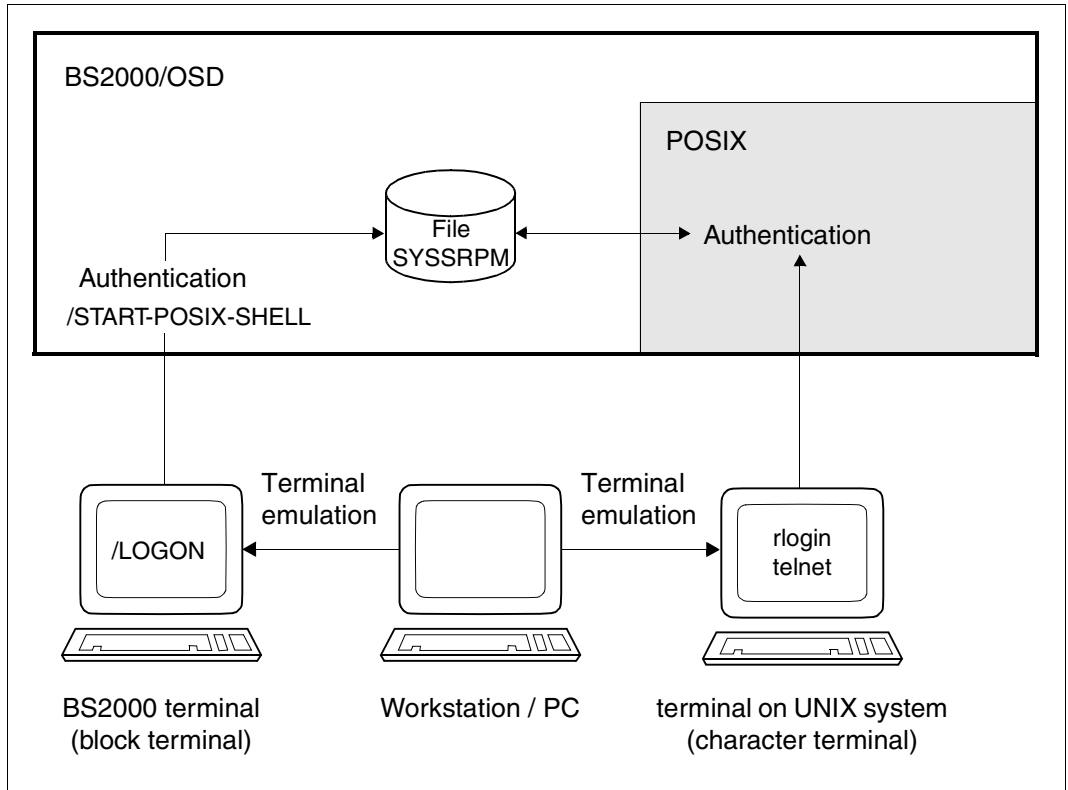 BS2000/OSD
POSIX
File
SYSSRPM
Authentication
Authentication
/START-POSIX-SHELL
Terminal
emulation
Terminal
emulation
/LOGON
rlogin
telnet
BS2000 terminal
(block terminal)
Workstation / PC
terminal on UNIX system
(character terminal)